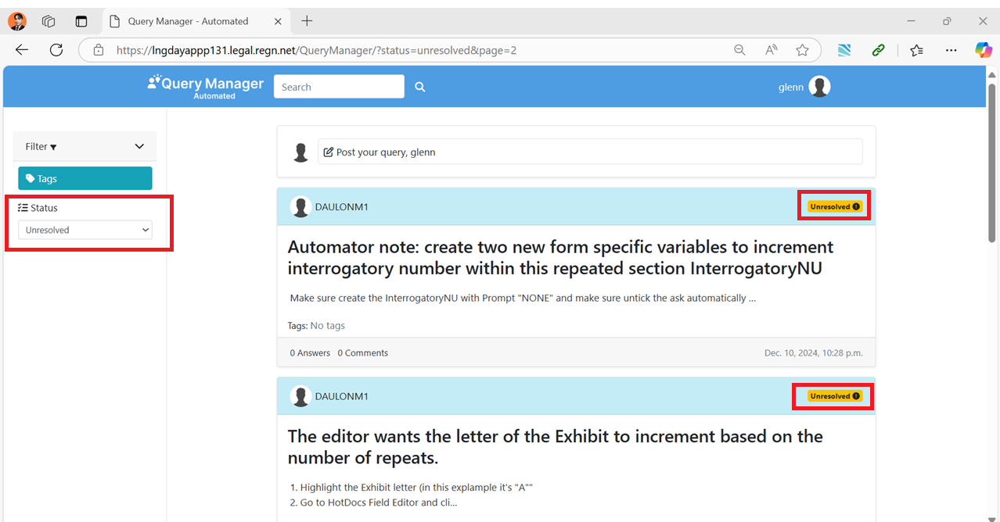 Query Manager - Automated
https://lngdayappp131.legal.regn.net/QueryManager/?status=unresolved&page=2
Query Manager
Automated
Search
glenn
Filter
Tags
Status
Unresolved
Post your query, glenn
DAULONM1
Unresolved
Automator note: create two new form specific variables to increment
interrogatory number within this repeated section InterrogatoryNU
Make sure create the InterrogatoryNU with Prompt "NONE" and make sure untick the ask automatically ...
Tags: No tags
0 Answers 0 Comments
Dec. 10, 2024, 10:28 p.m.
DAULONM1
Unresolved
The editor wants the letter of the Exhibit to increment based on the
number of repeats.
1. Highlight the Exhibit letter (in this explample it's "A""
2. Go to HotDocs Field Editor and cli...